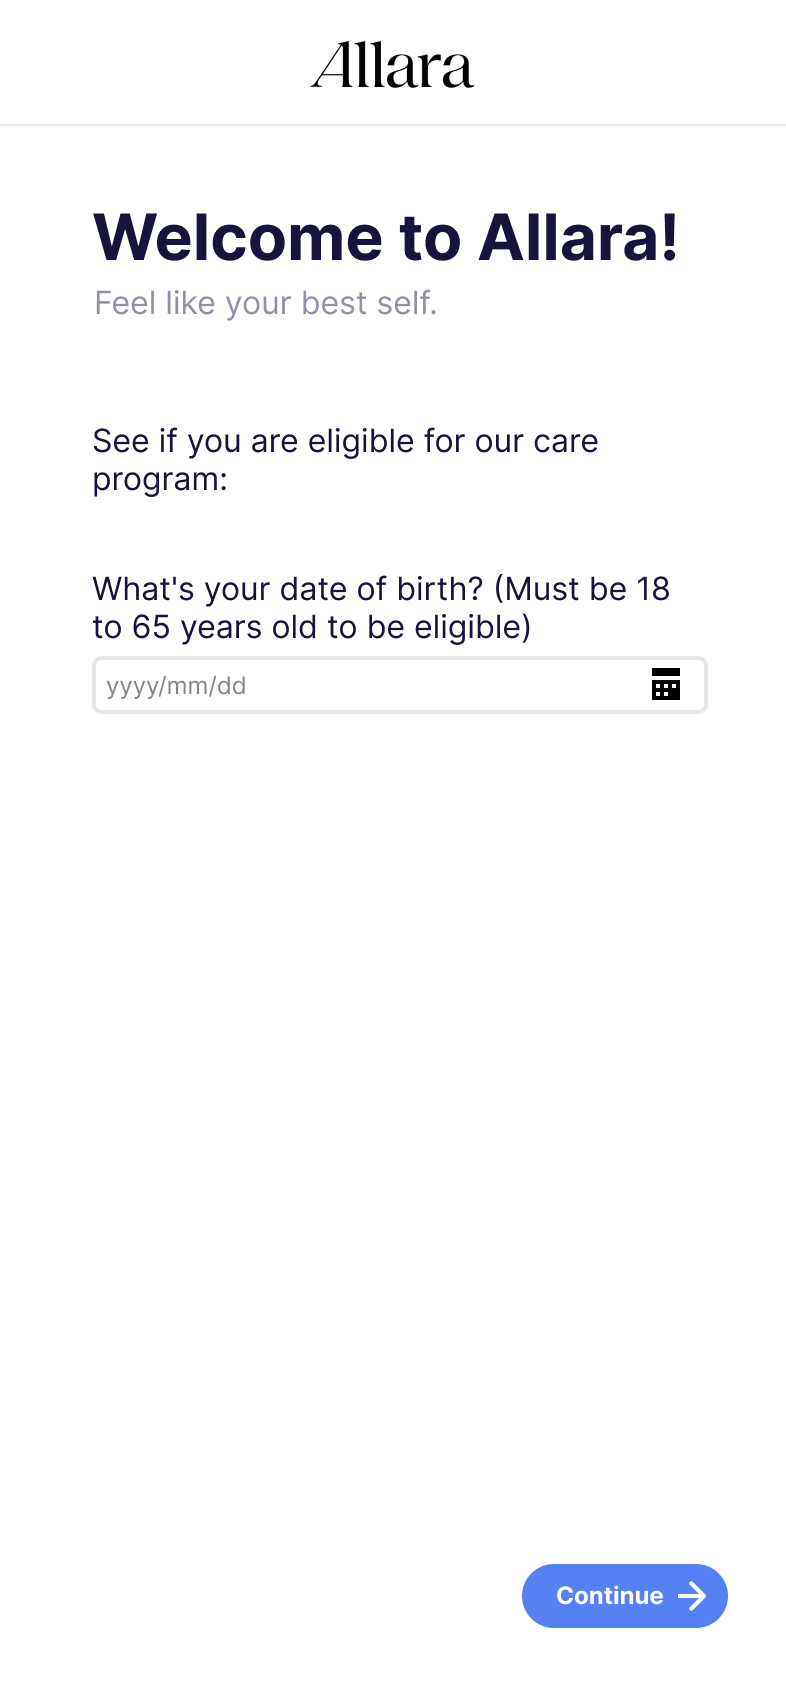 Allara
Welcome to Allara!
Feel like your best self.
See if you are eligible for our care
program:
What's your date of birth? (Must be 18
to 65 years old to be eligible)
yyyy/mm/dd
Continue